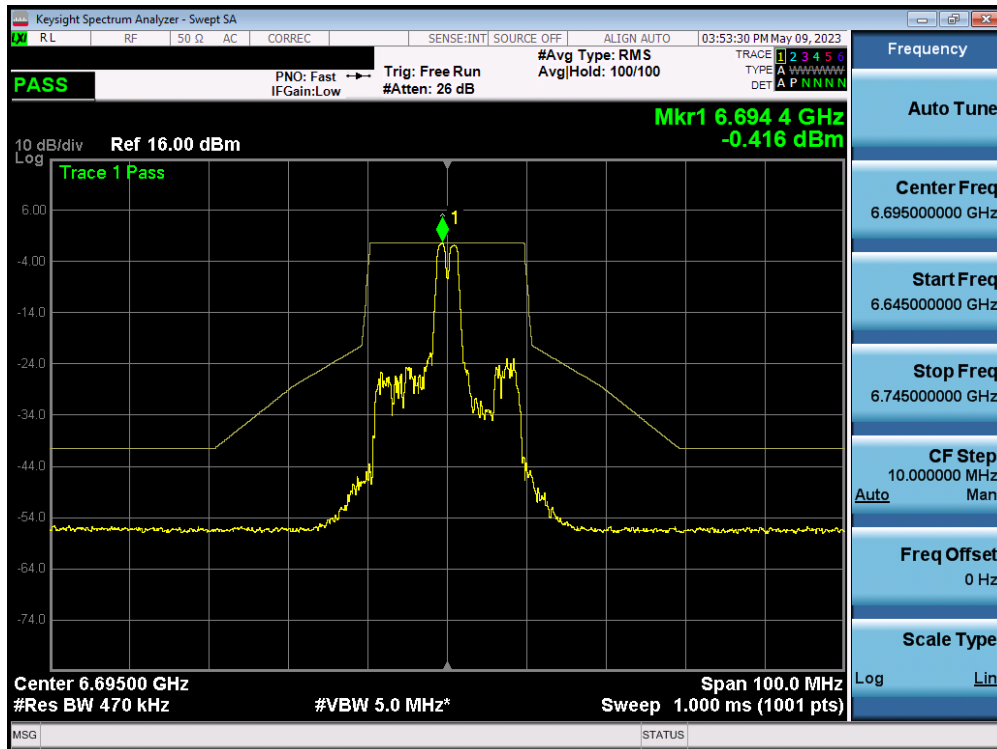 Keysight Spectrum Analyzer - Swept SA
LXI RL RF 50 Ω AC CORREC SENSE:INT SOURCE OFF ALIGN AUTO 03:53:30 PM May 09, 2023
PASS
PNO: Fast
IFGain:Low
Trig: Free Run
#Atten: 26 dB
#Avg Type: RMS
Avg|Hold: 100/100
TRACE 1 2 3 4 5 6
TYPE A WWWWW
DET A P N N N N
Mkr1 6.694 4 GHz
-0.416 dBm
10 dB/div Ref 16.00 dBm
Log
Trace 1 Pass
1
6.00
-4.00
-14.0
-24.0
-34.0
-44.0
-54.0
-64.0
-74.0
Center 6.69500 GHz Span 100.0 MHz
#Res BW 470 kHz #VBW 5.0 MHz* Sweep 1.000 ms (1001 pts)
MSG STATUS
Frequency
Auto Tune
Center Freq
6.695000000 GHz
Start Freq
6.645000000 GHz
Stop Freq
6.745000000 GHz
CF Step
10.000000 MHz
Auto Man
Freq Offset
0 Hz
Scale Type
Log Lin